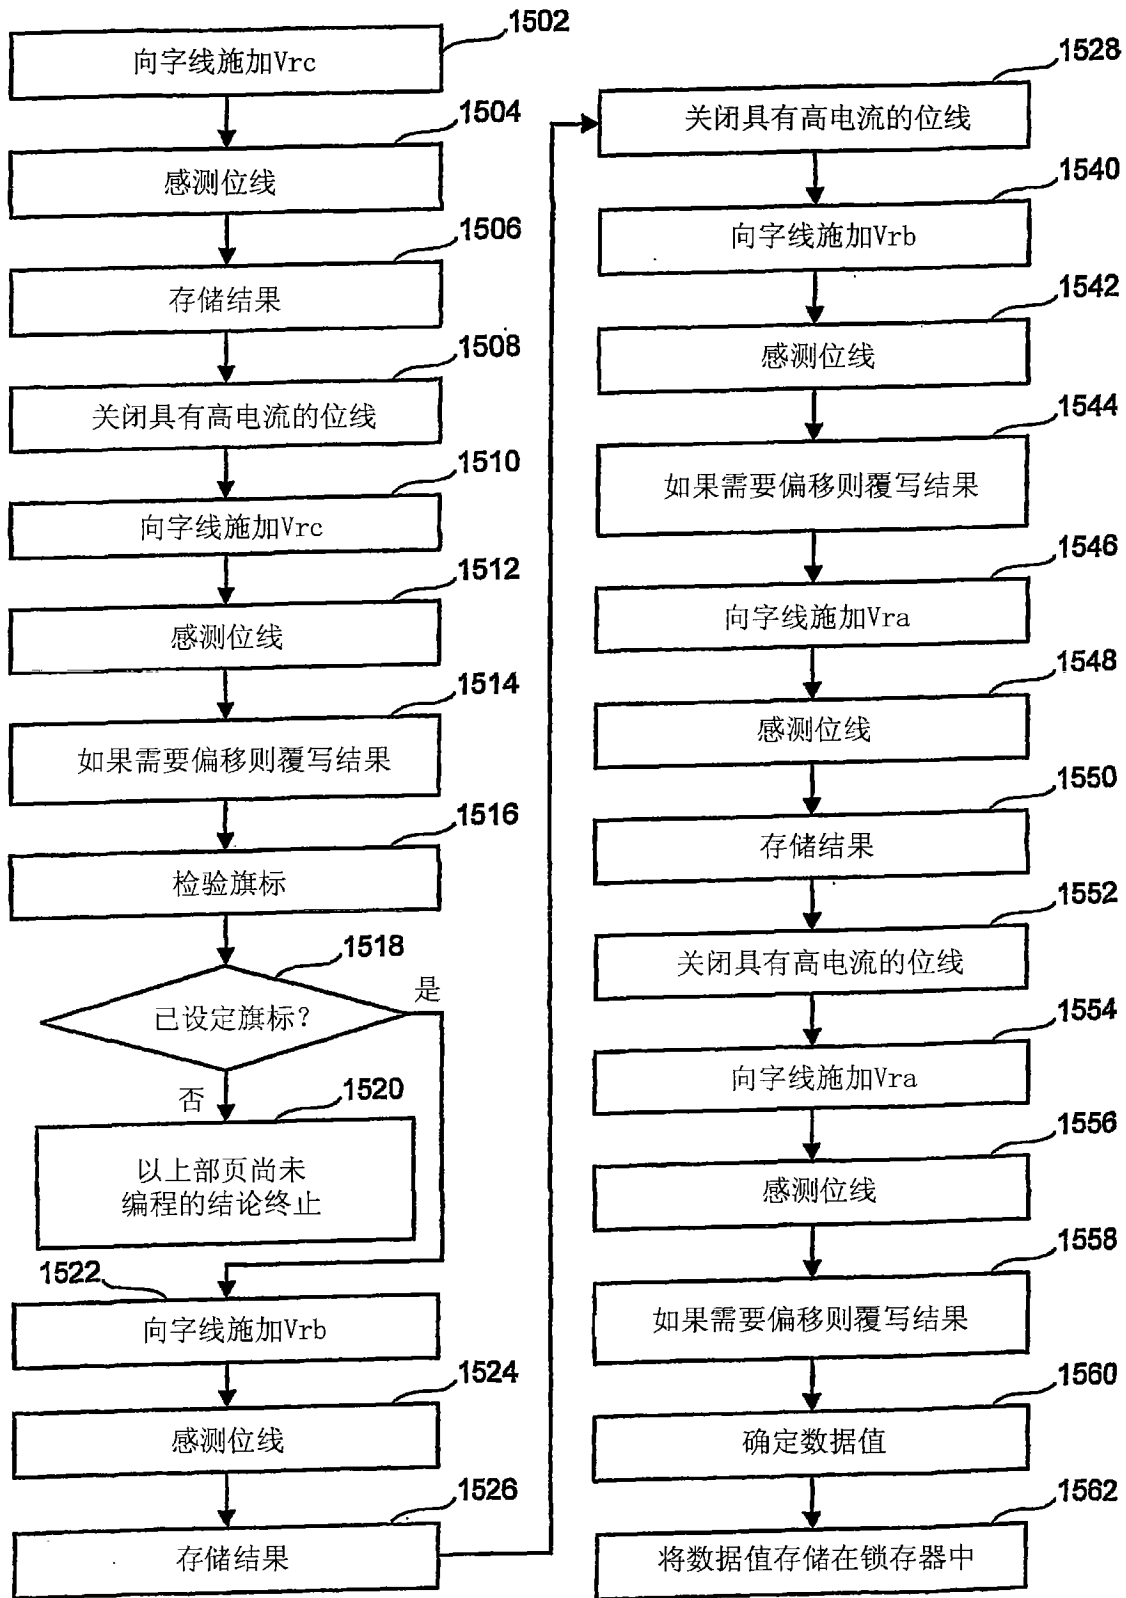 1502
向字线施加Vrc
1504
感测位线
1506
存储结果
1508
关闭具有高电流的位线
1510
向字线施加Vrc
1512
感测位线
1514
如果需要偏移则覆写结果
1516
检验旗标
1518
已设定旗标?
是
否
1520
以上部页尚未
编程的结论终止
1522
向字线施加Vrb
1524
感测位线
1526
存储结果
1528
关闭具有高电流的位线
1540
向字线施加Vrb
1542
感测位线
1544
如果需要偏移则覆写结果
1546
向字线施加Vra
1548
感测位线
1550
存储结果
1552
关闭具有高电流的位线
1554
向字线施加Vra
1556
感测位线
1558
如果需要偏移则覆写结果
1560
确定数据值
1562
将数据值存储在锁存器中